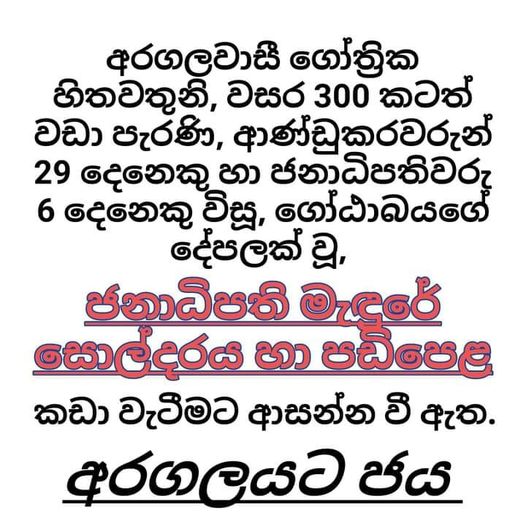 අරගලවාසී ගෝත්‍රික
හිතවතුනි, වසර 300 කටත්
වඩා පැරණි, ආණ්ඩුකරවරුන්
29 දෙනෙකු හා ජනාධිපතිවරු
6 දෙනෙකු විසූ, ගෝඨාබයගේ
දේපලක් වූ,
ජනාධිපති මැඳුරේ
සොල්දරය හා පඩිපෙළ
කඩා වැටීමට ආසන්න වී ඇත.
අරගලයට ජය